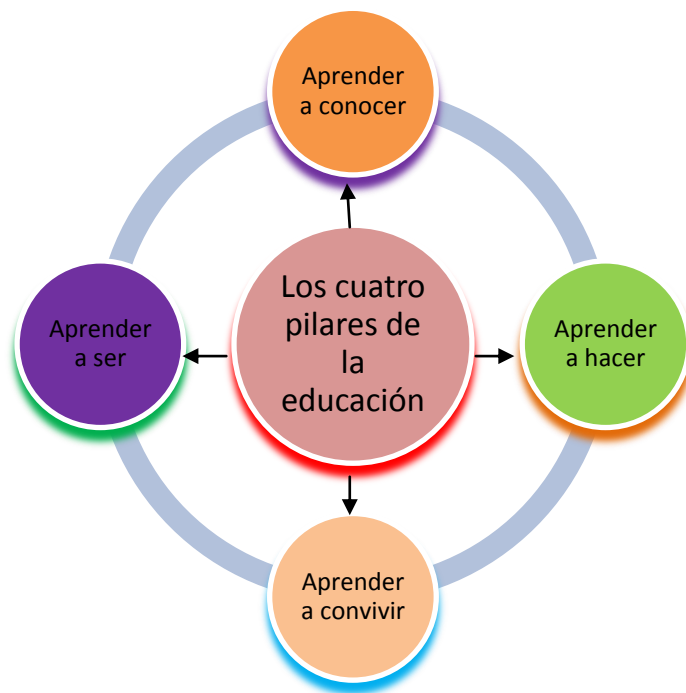 Aprender
a conocer
Los cuatro
pilares de
la
educación
Aprender
a ser
Aprender
a hacer
Aprender
a convivir